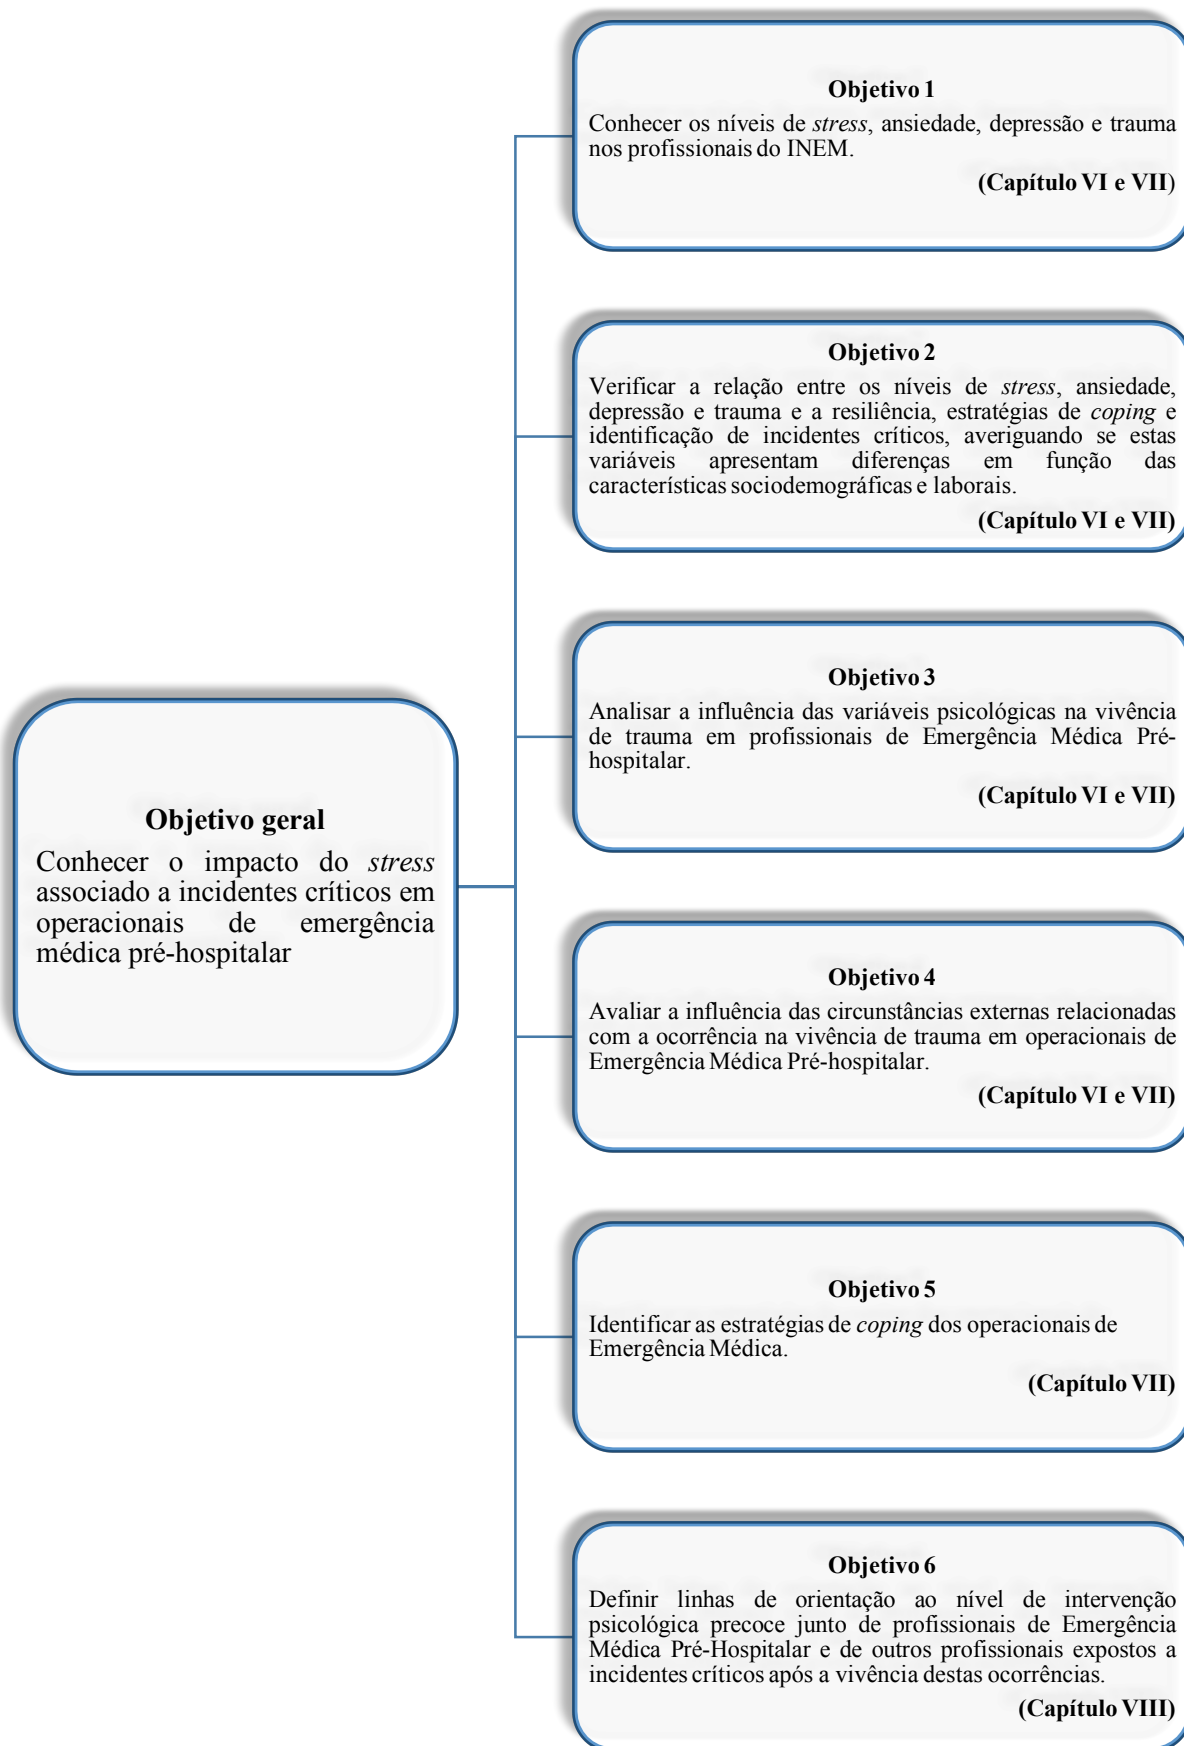 Objetivo geral
Conhecer o impacto do stress
associado a incidentes críticos em
operacionais de emergência
médica pré-hospitalar
Objetivo 1
Conhecer os níveis de stress, ansiedade, depressão e trauma
nos profissionais do INEM.
(Capítulo VI e VII)
Objetivo 2
Verificar a relação entre os níveis de stress, ansiedade,
depressão e trauma e a resiliência, estratégias de coping e
identificação de incidentes críticos, averiguando se estas
variáveis apresentam diferenças em função das
características sociodemográficas e laborais.
(Capítulo VI e VII)
Objetivo 3
Analisar a influência das variáveis psicológicas na vivência
de trauma em profissionais de Emergência Médica Pré-
hospitalar.
(Capítulo VI e VII)
Objetivo 4
Avaliar a influência das circunstâncias externas relacionadas
com a ocorrência na vivência de trauma em operacionais de
Emergência Médica Pré-hospitalar.
(Capítulo VI e VII)
Objetivo 5
Identificar as estratégias de coping dos operacionais de
Emergência Médica.
(Capítulo VII)
Objetivo 6
Definir linhas de orientação ao nível de intervenção
psicológica precoce junto de profissionais de Emergência
Médica Pré-Hospitalar e de outros profissionais expostos a
incidentes críticos após a vivência destas ocorrências.
(Capítulo VIII)